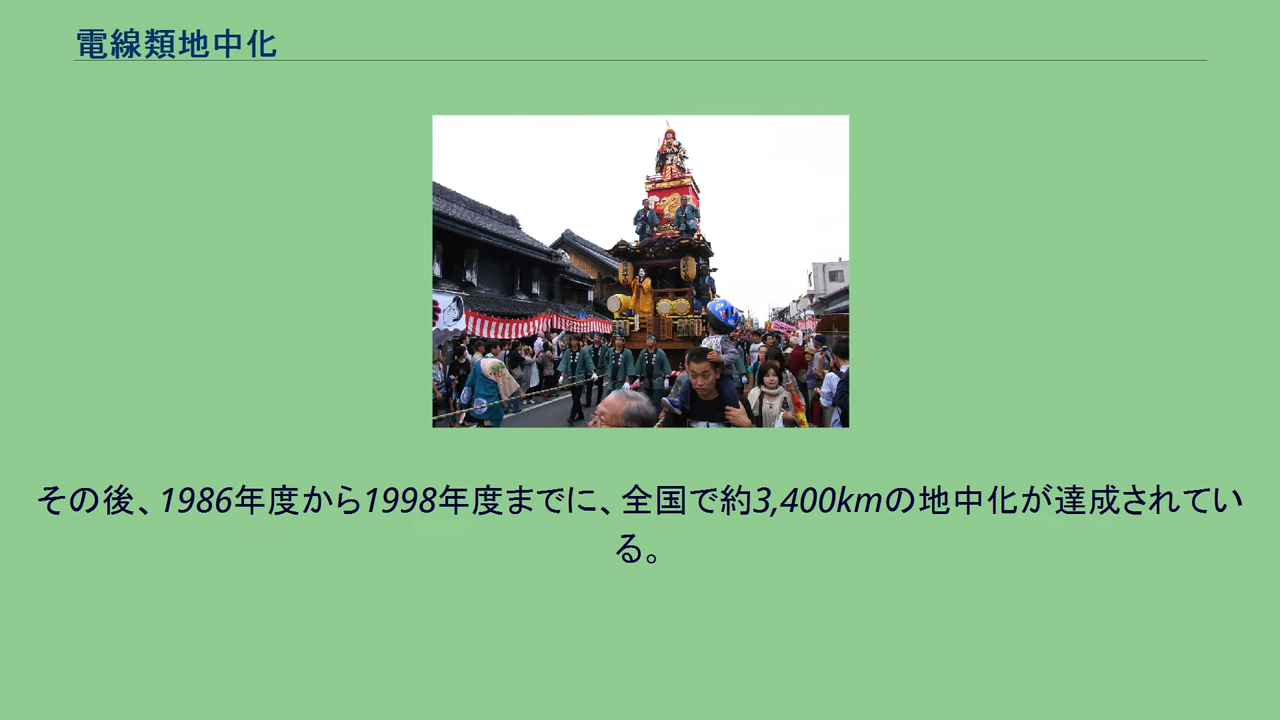 電線類地中化
その後、1986年度から1998年度までに、全国で約3,400kmの地中化が達成されてい
る。